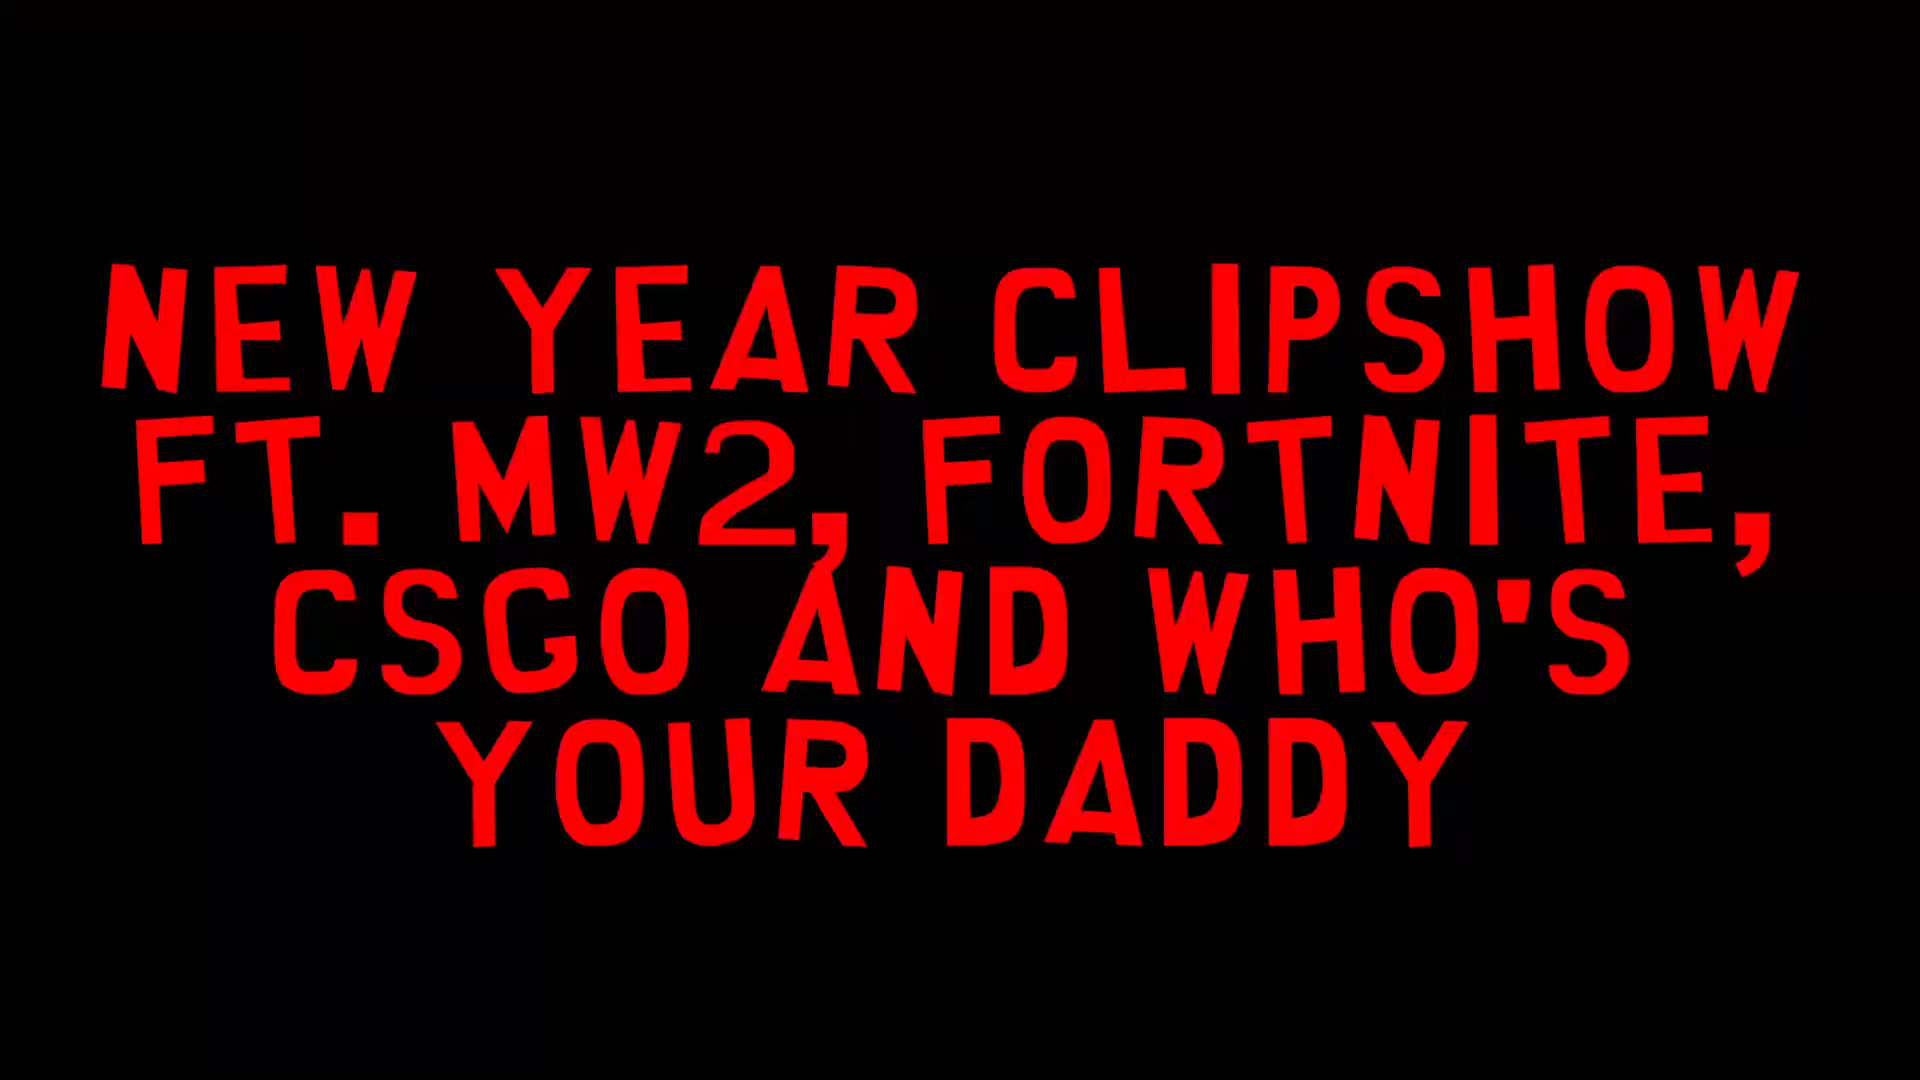 NEW YEAR CLIPSHOW
FT. MW2, FORTNITE,
CSGO AND WHO'S
YOUR DADDY